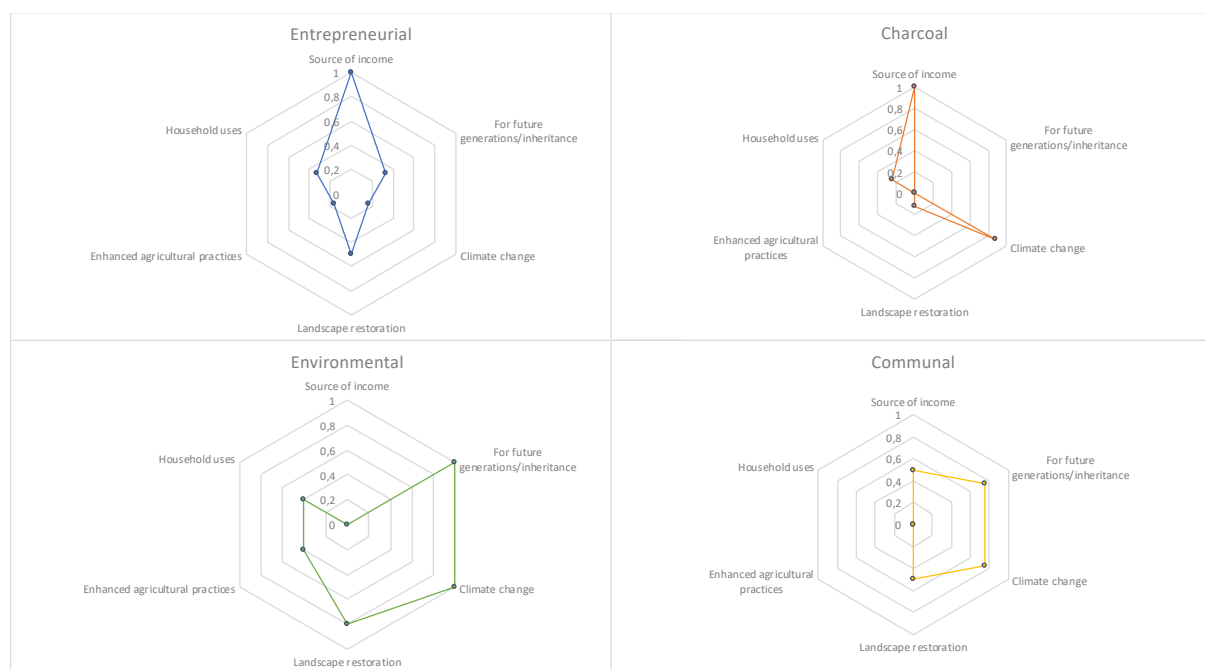 Entrepreneurial
Source of income
1
0,8
0,6
0,4
0,2
0
For future
generations/inheritance
Climate change
Landscape restoration
Enhanced agricultural practices
Household uses
Charcoal
Source of income
1
0,8
0,6
0,4
0,2
0
For future
generations/inheritance
Climate change
Landscape restoration
Enhanced agricultural
practices
Household uses
Environmental
Source of income
1
0,8
0,6
0,4
0,2
0
For future
generations/inheritance
Climate change
Landscape restoration
Enhanced agricultural practices
Household uses
Communal
Source of income
1
0,8
0,6
0,4
0,2
0
For future
generations/inheritance
Climate change
Landscape restoration
Enhanced agricultural
practices
Household uses